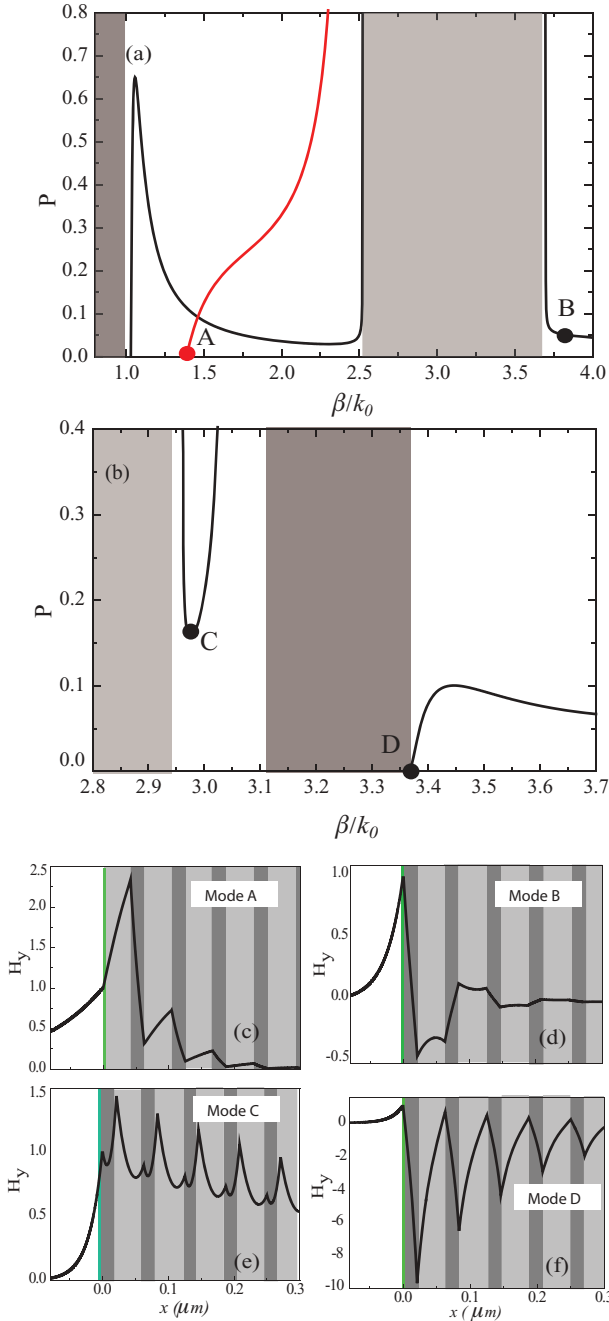 0.8
(a)
0.7
0.6
0.5
P
0.4
0.3
0.2
0.1
A
B
0.0
1.0 1.5 2.0 2.5 3.0 3.5 4.0
β/k0
0.4
(b)
0.3
P
0.2
C
0.1
D
0.0
2.8 2.9 3.0 3.1 3.2 3.3 3.4 3.5 3.6 3.7
β/k0
2.5
Mode A
2.0
1.5
Hy
1.0
0.5
(c)
0.0
1.0
Mode B
0.5
Hy
0.0
(d)
-0.5
1.5
Mode C
1.0
Hy
0.5
(e)
0.0
0.0 0.1 0.2 0.3
x (μm)
0
-2
-4
Hy
Mode D
-6
-8
(f)
-10
0.0 0.1 0.2 0.3
x (μm)